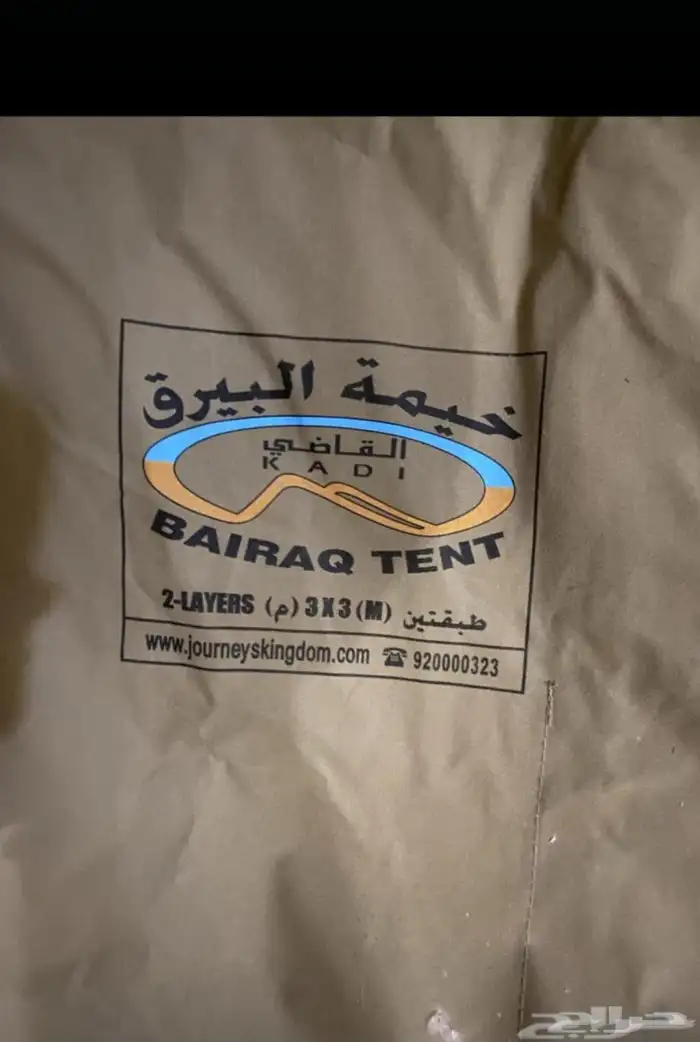 خيمة البيرق
القاضي
KADI
BAIRAQ TENT
2-LAYERS (م) 3X3 (M) طبقتين
www.journeyskingdom.com ☎ 920000323
حراج